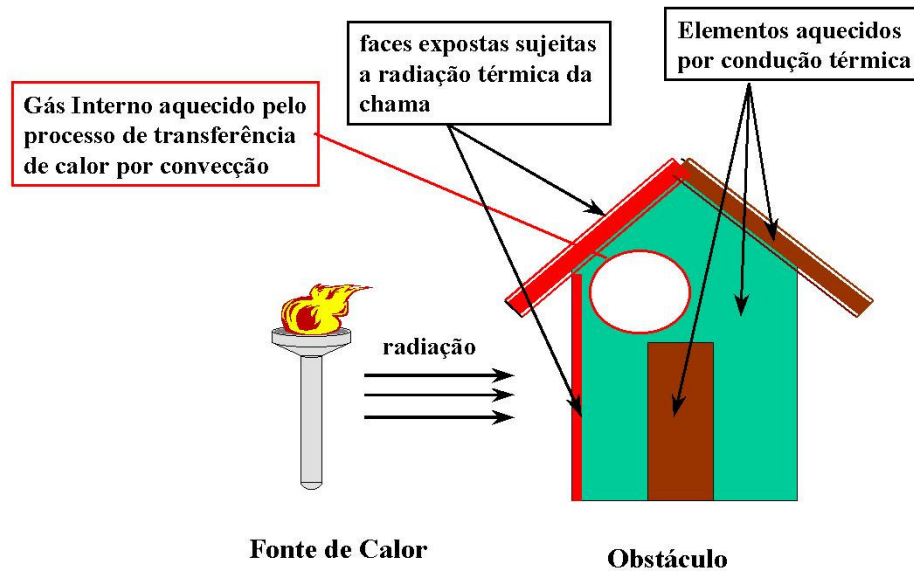 faces expostas sujeitas
a radiação térmica da
chama
Elementos aquecidos
por condução térmica
Gás Interno aquecido pelo
processo de transferência
de calor por convecção
radiação
Fonte de Calor
Obstáculo